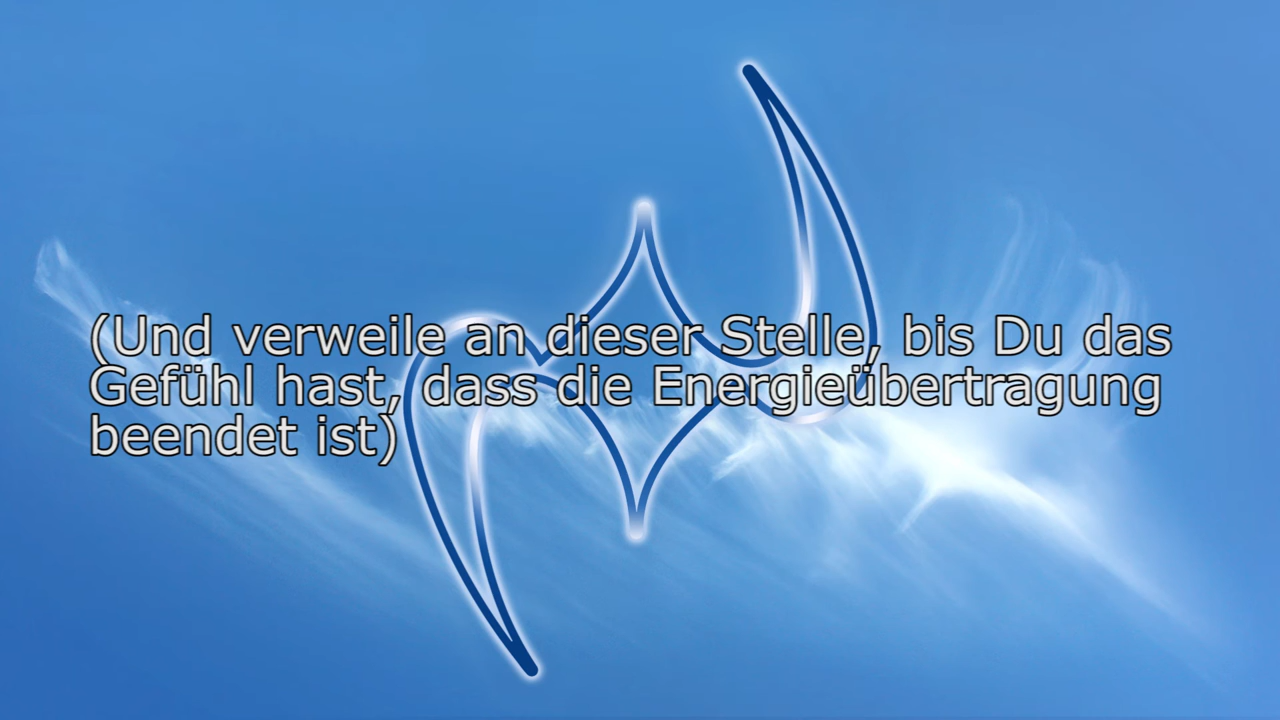 (Und verweile an dieser Stelle, bis Du das
Gefühl hast, dass die Energieübertragung
beendet ist)